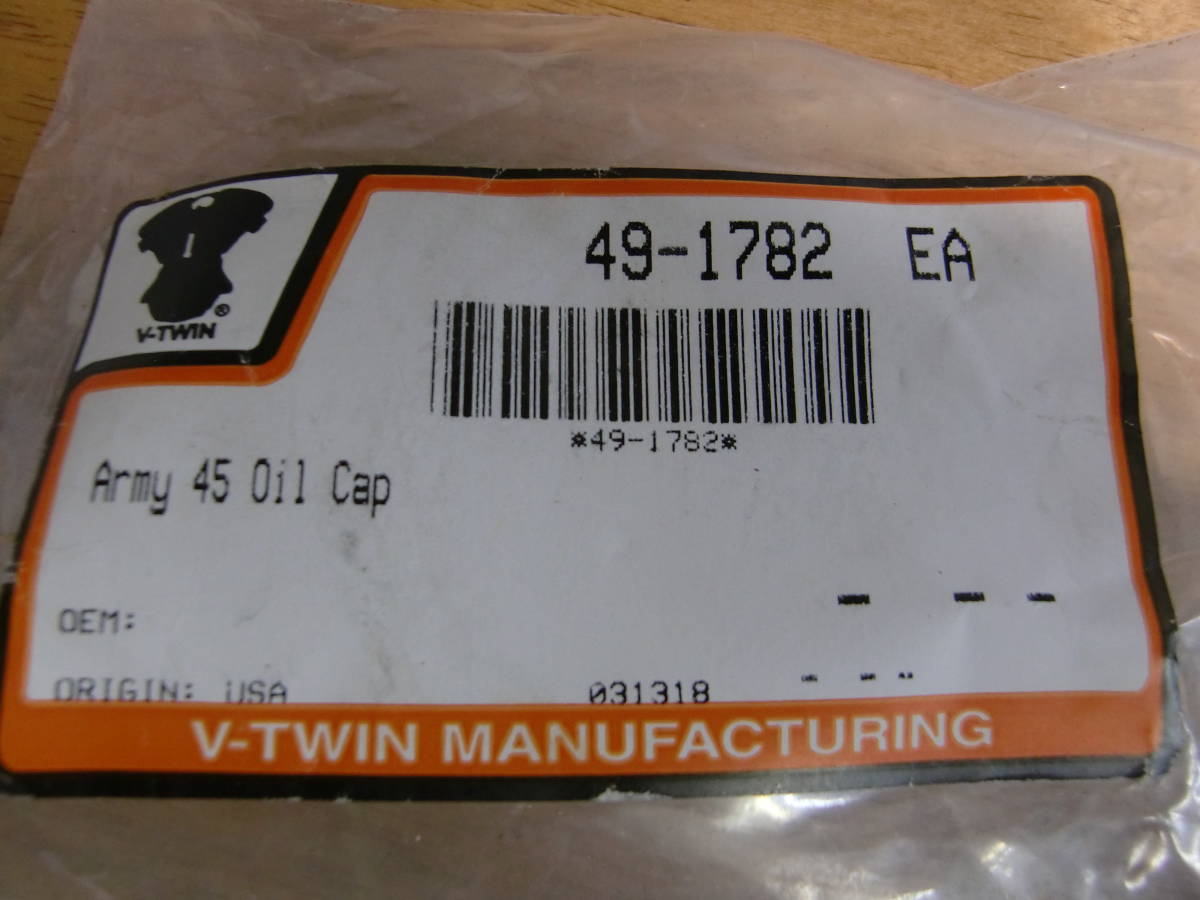 V-TWIN®
49-1782 EA
*49-1782*
Army 45 Oil Cap
OEM:
ORIGIN: USA 031318
V-TWIN MANUFACTURING